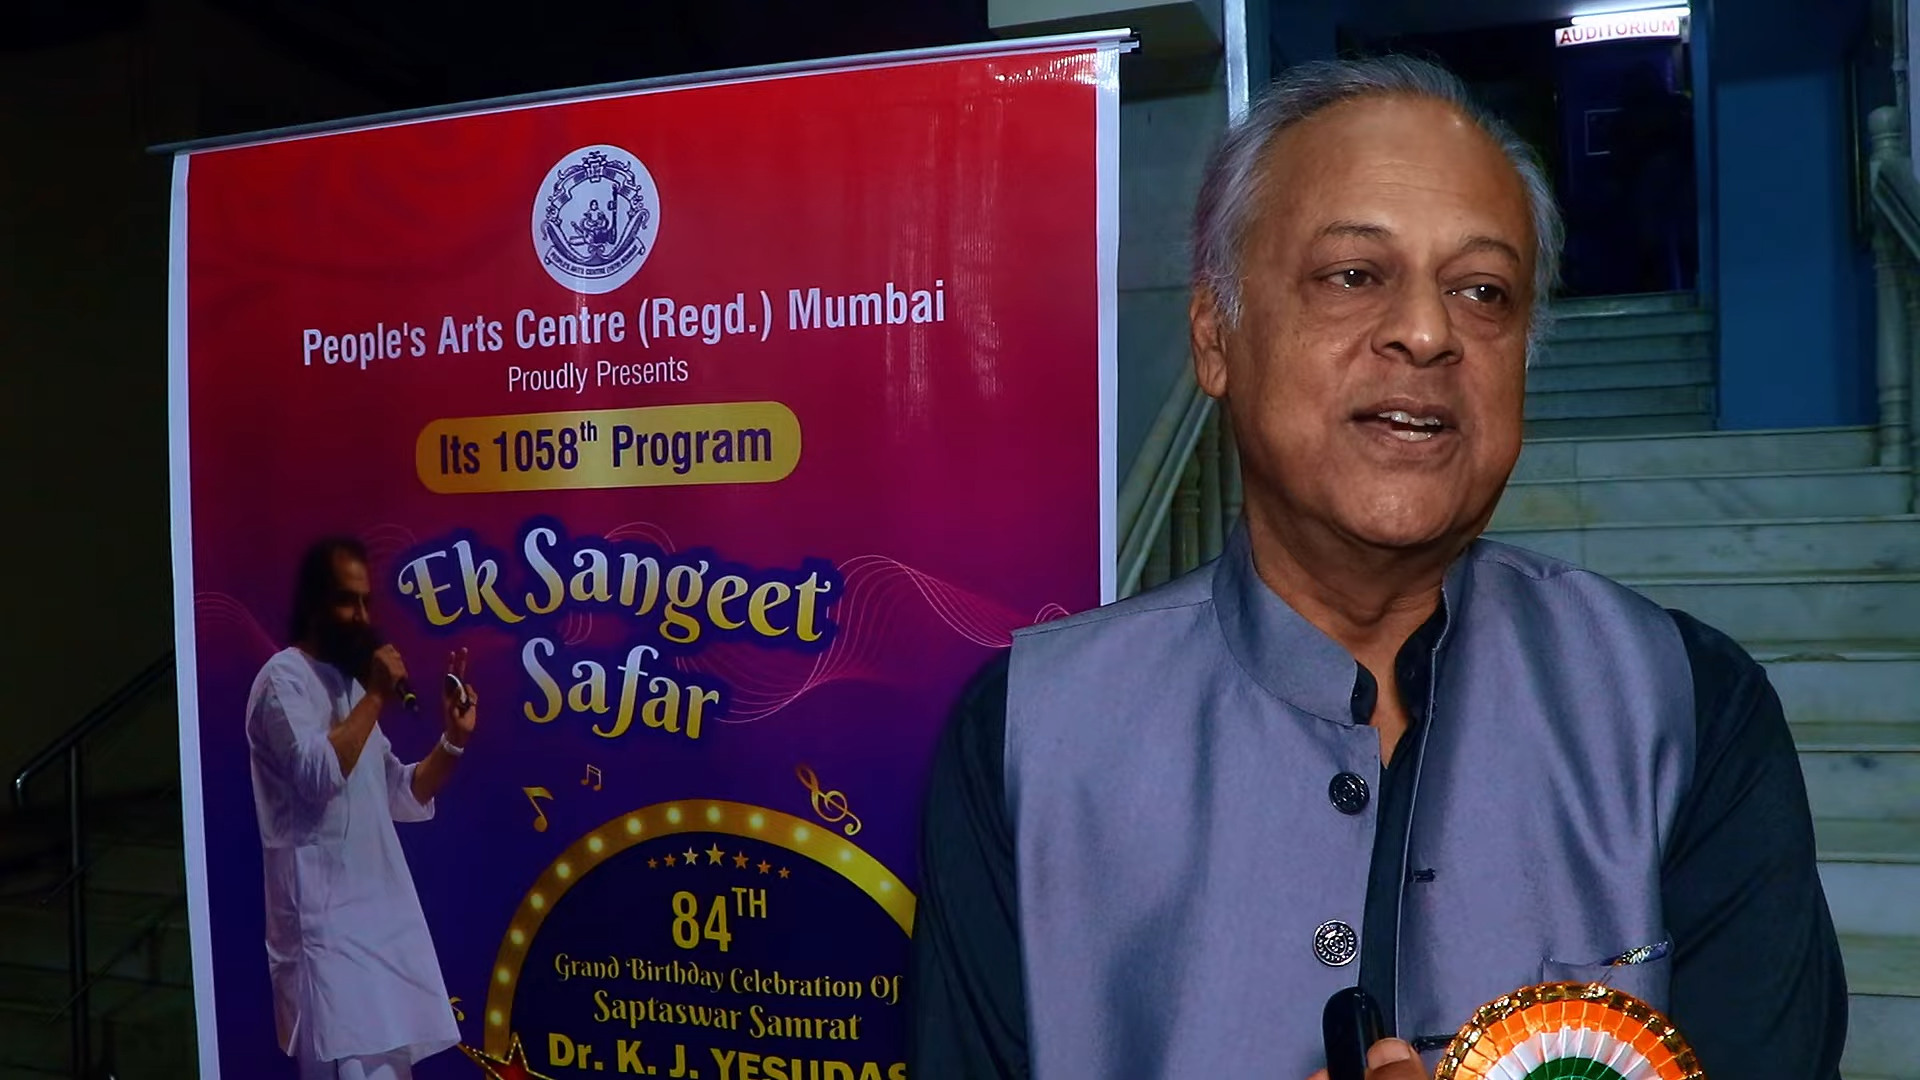 AUDITORIUM
People's Arts Centre (Regd.) Mumbai
Proudly Presents
Its 1058th Program
Ek Sangeet
Safar
84TH
Grand Birthday Celebration Of
Saptaswar Samrat
Dr. K. J. YESUDAS